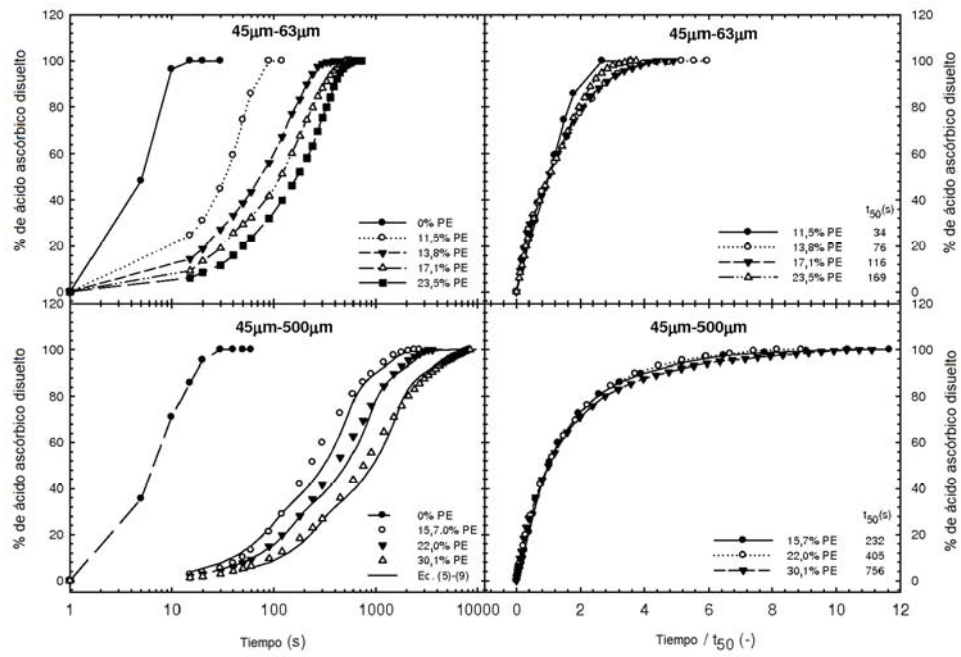 45µm-63µm
% de ácido ascórbico disuelto
120
100
80
60
40
20
0
0% PE
11,5% PE
13,8% PE
17,1% PE
23,5% PE
45µm-63µm
t50(s)
11,5% PE 34
13,8% PE 76
17,1% PE 116
23,5% PE 169
120
100
80
60
40
20
0
% de ácido ascórbico disuelto
45µm-500µm
% de ácido ascórbico disuelto
120
100
80
60
40
20
0
0% PE
15,7.0% PE
22,0% PE
30,1% PE
Ec. (5)-(9)
1 10 100 1000 10000
Tiempo (s)
45µm-500µm
t50(s)
15,7% PE 232
22,0% PE 405
30,1% PE 756
120
100
80
60
40
20
0
% de ácido ascórbico disuelto
0 2 4 6 8 10 12
Tiempo / t50 (-)